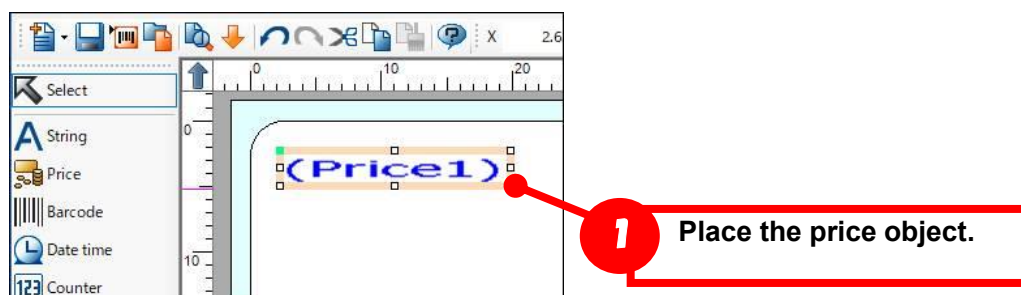 X 2.6
0 10 20
Select
String
0
(Price1)
Price
1 Place the price object.
Barcode
Date time
10
123 Counter